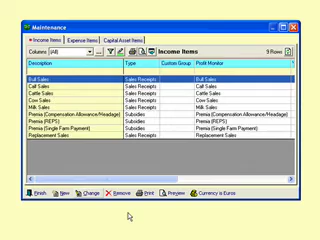 Maintenance
Income Items Expense Items Capital Asset Items
Columns (All) ... Income Items 9 Rows
Description Type Custom Group Profit Monitor
Bull Sales Sales Receipts Bull Sales
Calf Sales Sales Receipts Calf Sales
Cattle Sales Sales Receipts Cattle Sales
Cow Sales Sales Receipts Cow Sales
Milk Sales Sales Receipts Milk Sales
Premia (Compensation Allowance/Headage) Subsidies Premia (Compensation Allowance/Headage)
Premia (REPS) Subsidies Premia (REPS)
Premia (Single Farm Payment) Subsidies Premia (Single Farm Payment)
Replacement Sales Sales Receipts Replacement Sales
Finish New Change Remove Print Preview Currency is Euros